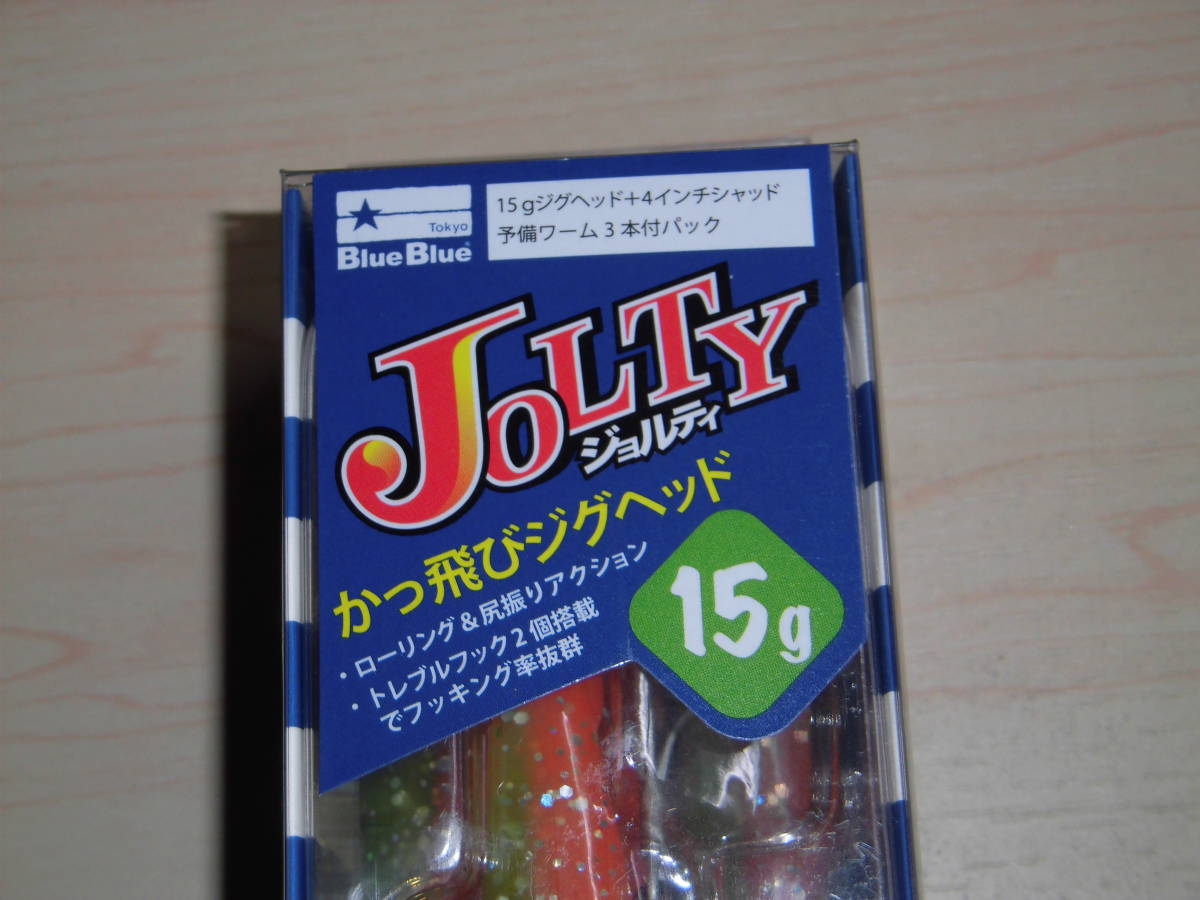 Tokyo
BlueBlue
15gジグヘッド+4インチシャッド
予備ワーム3本付パック
JOLTY
ジョルティ
かっ飛びジグヘッド
・ローリング&尻振りアクション
・トレブルフック2個搭載
でフッキング率抜群
15g